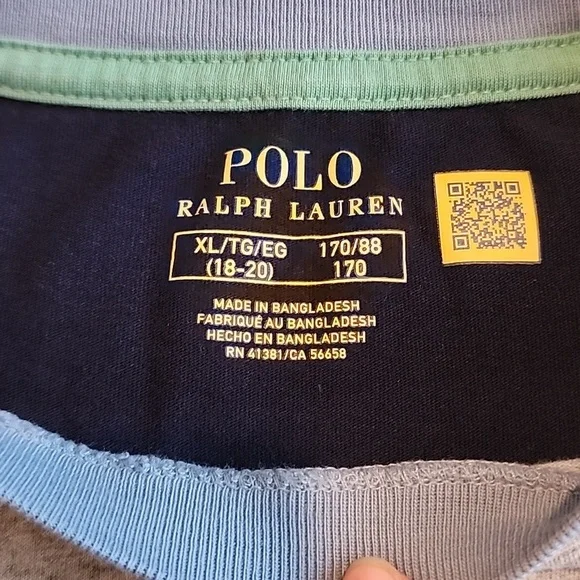 POLO
RALPH LAUREN
XL/TG/EG 170/88
(18-20) 170
MADE IN BANGLADESH
FABRIQUÉ AU BANGLADESH
HECHO EN BANGLADESH
RN 41381/CA 56658